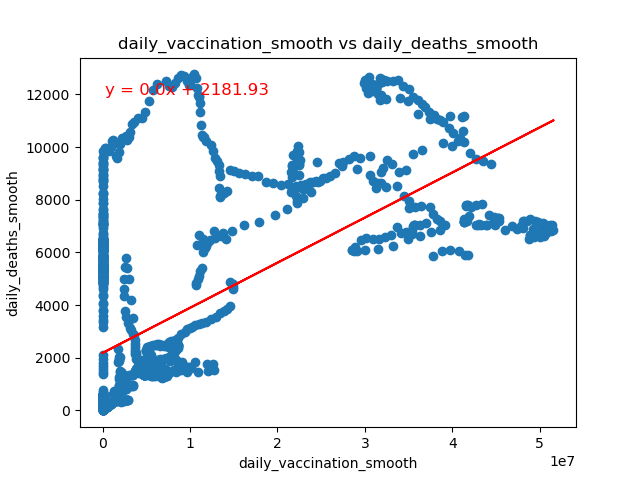 daily_vaccination_smooth vs daily_deaths_smooth
y = 0.0x + 2181.93
12000
10000
8000
6000
4000
2000
0
daily_deaths_smooth
0 1 2 3 4 5
1e7
daily_vaccination_smooth